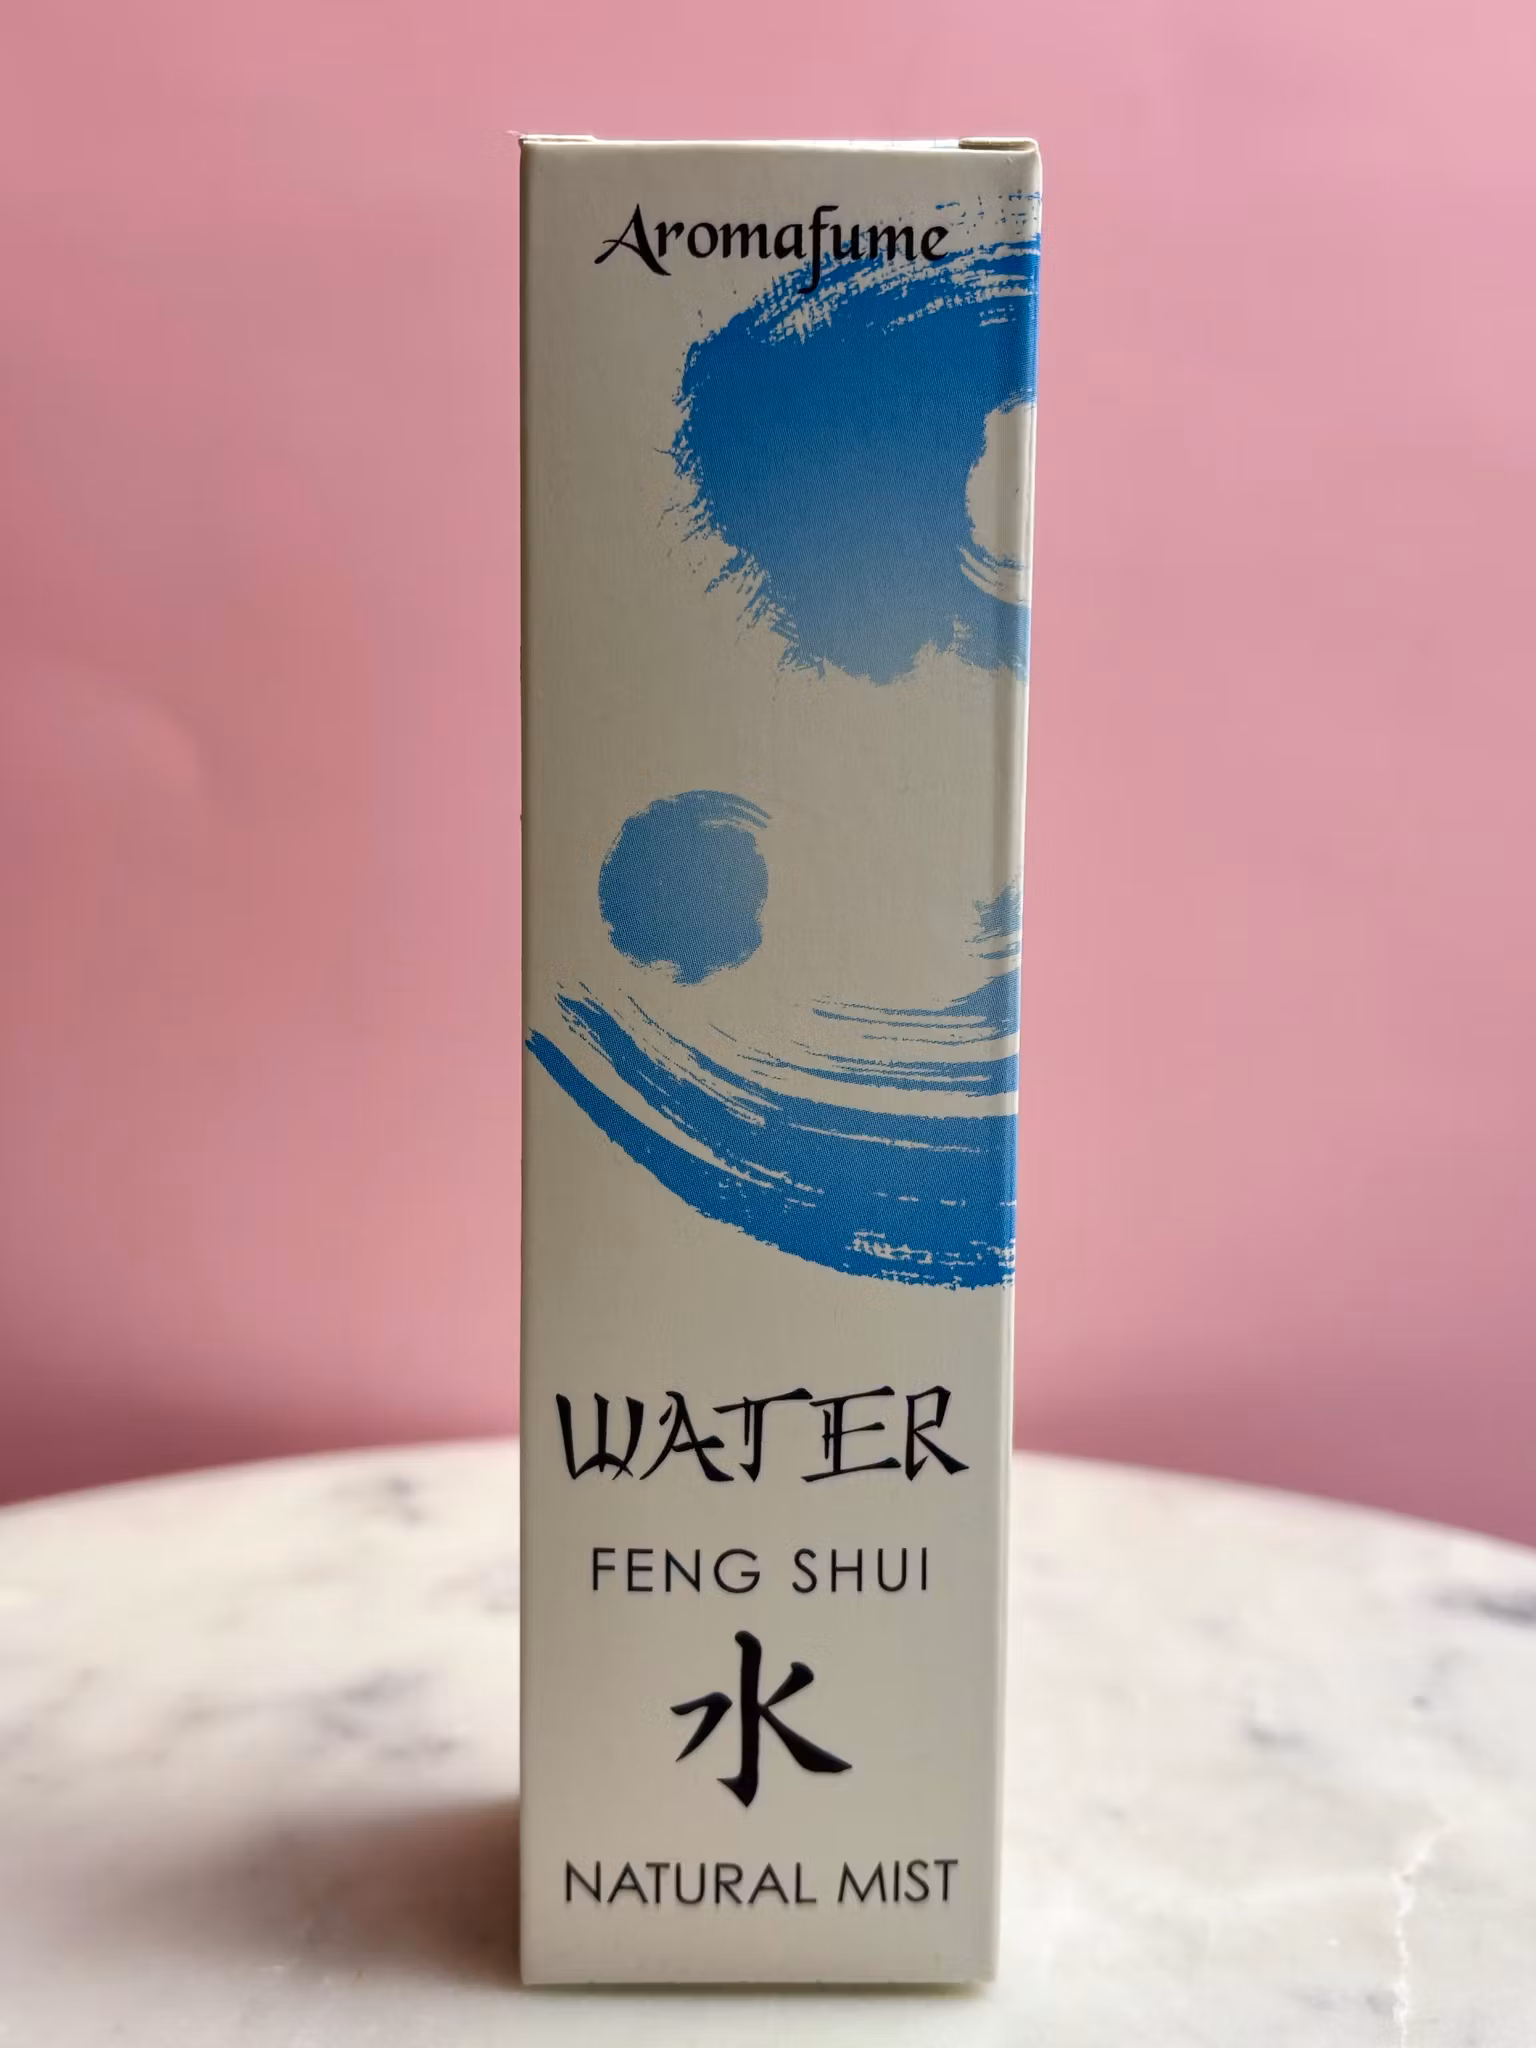 Aromafume
WATER
FENG SHUI
水
NATURAL MIST